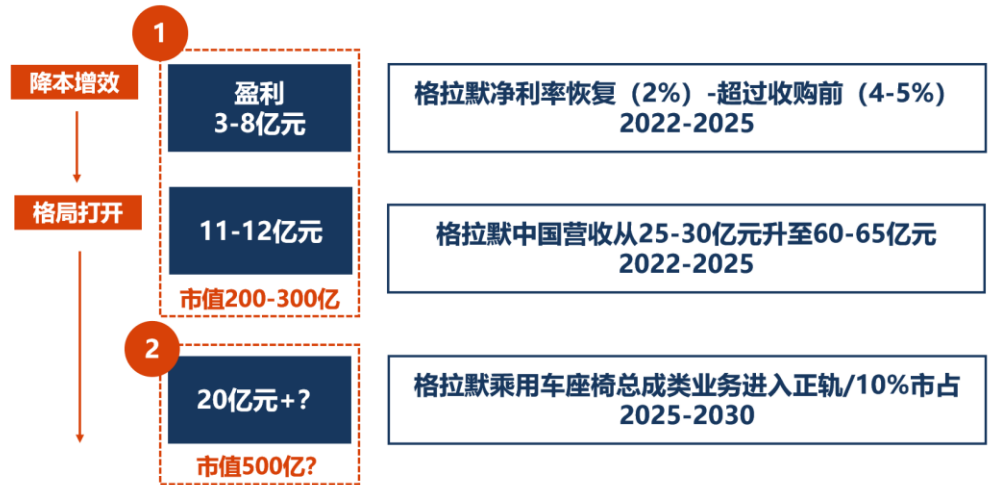 1
降本增效
盈利
3-8亿元
格拉默净利率恢复（2%）-超过收购前（4-5%）
2022-2025
格局打开
11-12亿元
格拉默中国营收从25-30亿元升至60-65亿元
2022-2025
市值200-300亿
2
20亿元+？
格拉默乘用车座椅总成类业务进入正轨/10%市占
2025-2030
市值500亿？